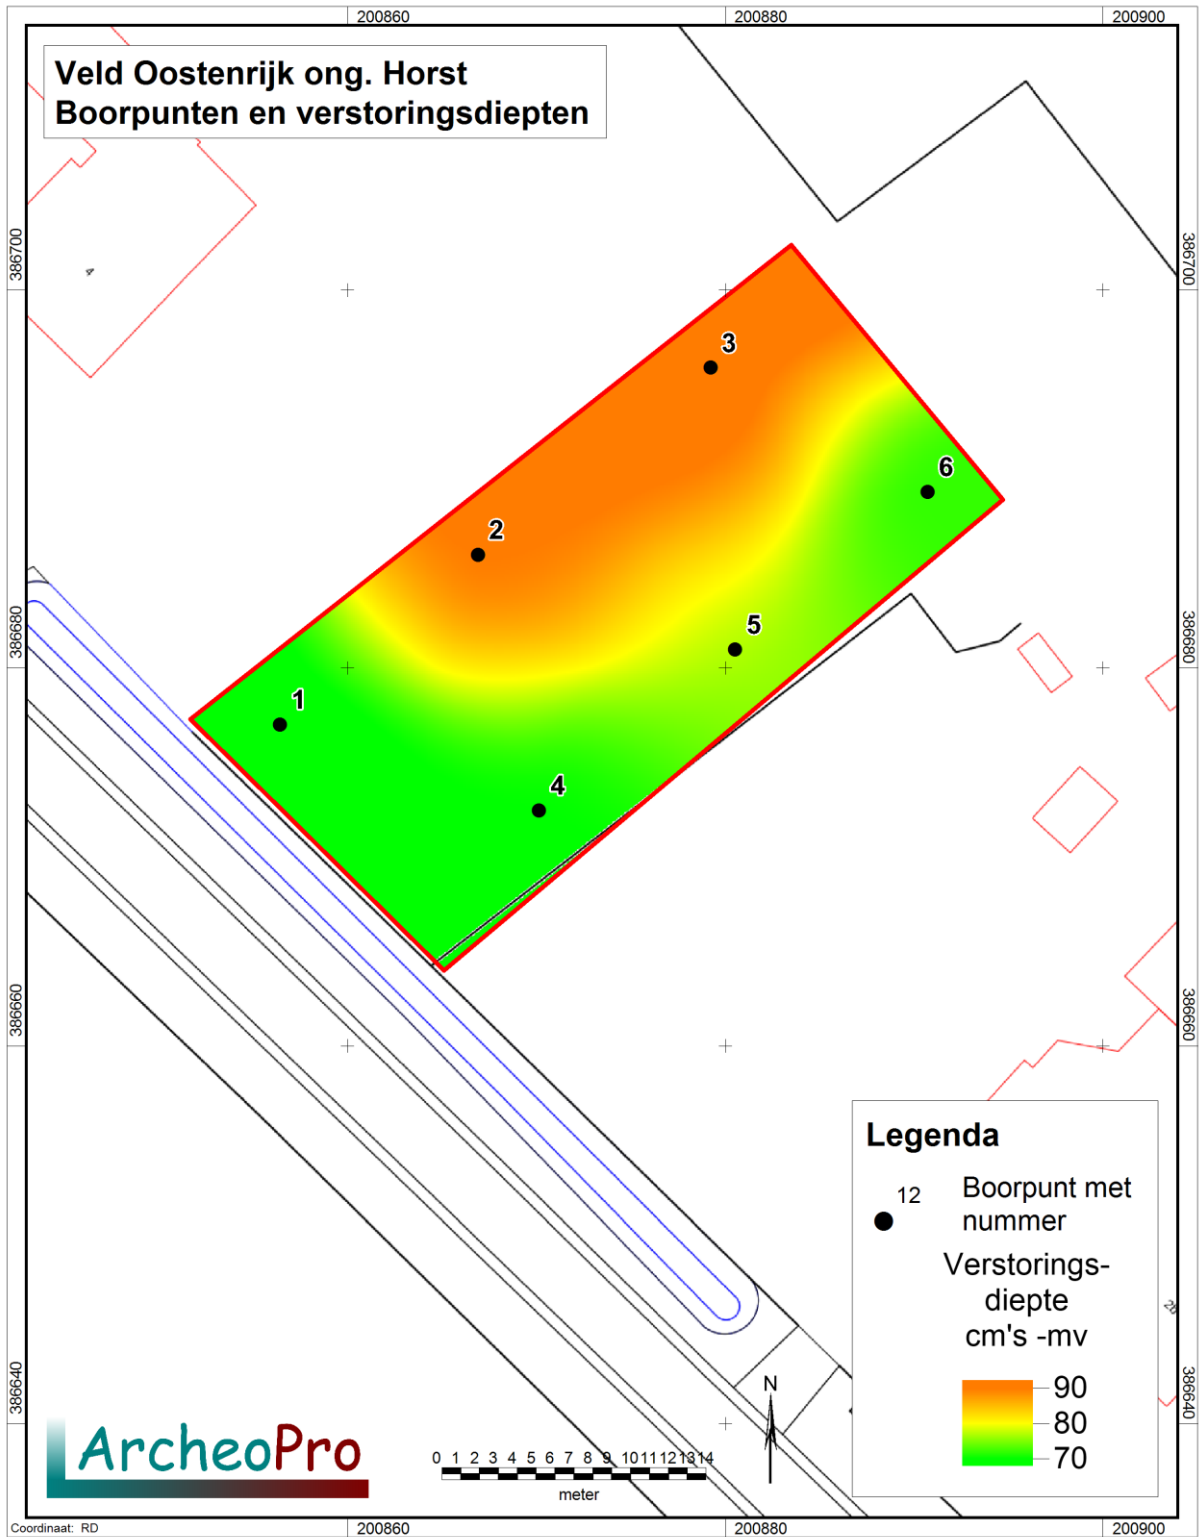 200860
200880
200900
Veld Oostenrijk ong. Horst
Boorpunten en verstoringsdiepten
386700
386700
4
3
6
2
5
1
4
386680
386680
386660
386660
Legenda
12
Boorpunt met
nummer
Verstorings-
diepte
cm's -mv
90
80
70
386640
386640
N
ArcheoPro
0 1 2 3 4 5 6 7 8 9 10 11 12 13 14
meter
Coordinaat: RD
200860
200880
200900